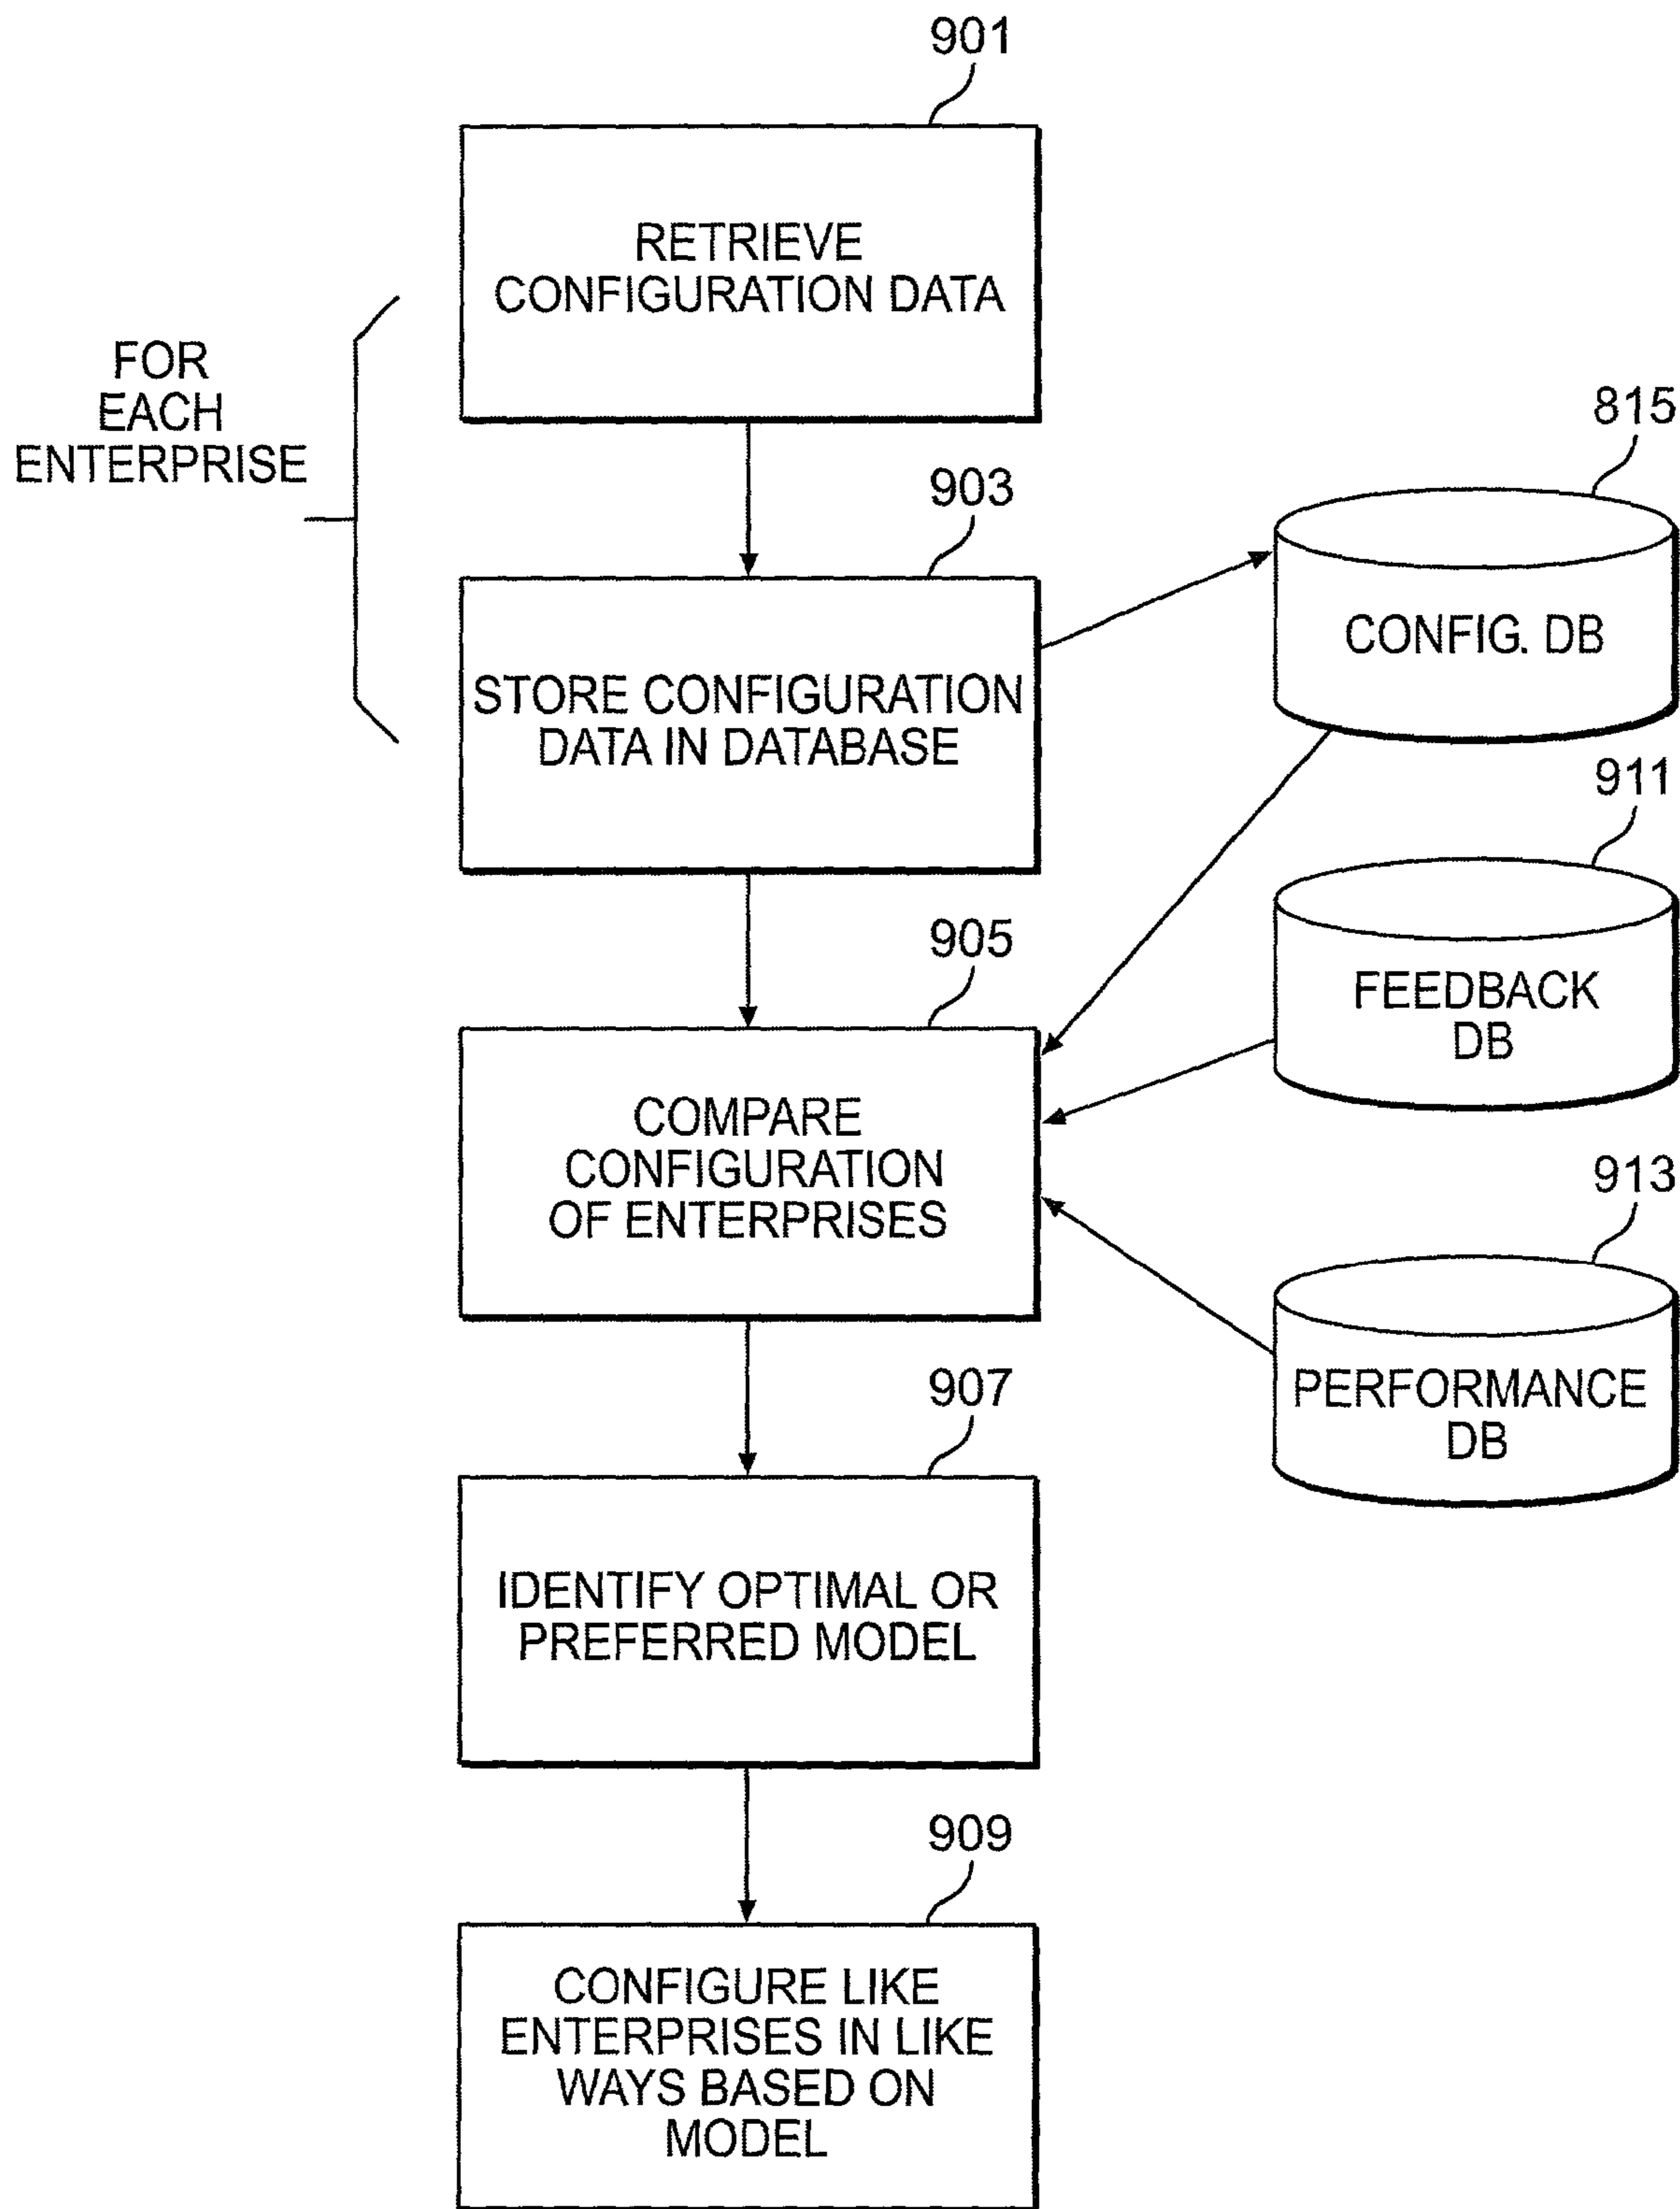 901
RETRIEVE
CONFIGURATION DATA
FOR
EACH
ENTERPRISE
903
STORE CONFIGURATION
DATA IN DATABASE
815
CONFIG. DB
911
FEEDBACK
DB
905
COMPARE
CONFIGURATION
OF ENTERPRISES
913
PERFORMANCE
DB
907
IDENTIFY OPTIMAL OR
PREFERRED MODEL
909
CONFIGURE LIKE
ENTERPRISES IN LIKE
WAYS BASED ON
MODEL